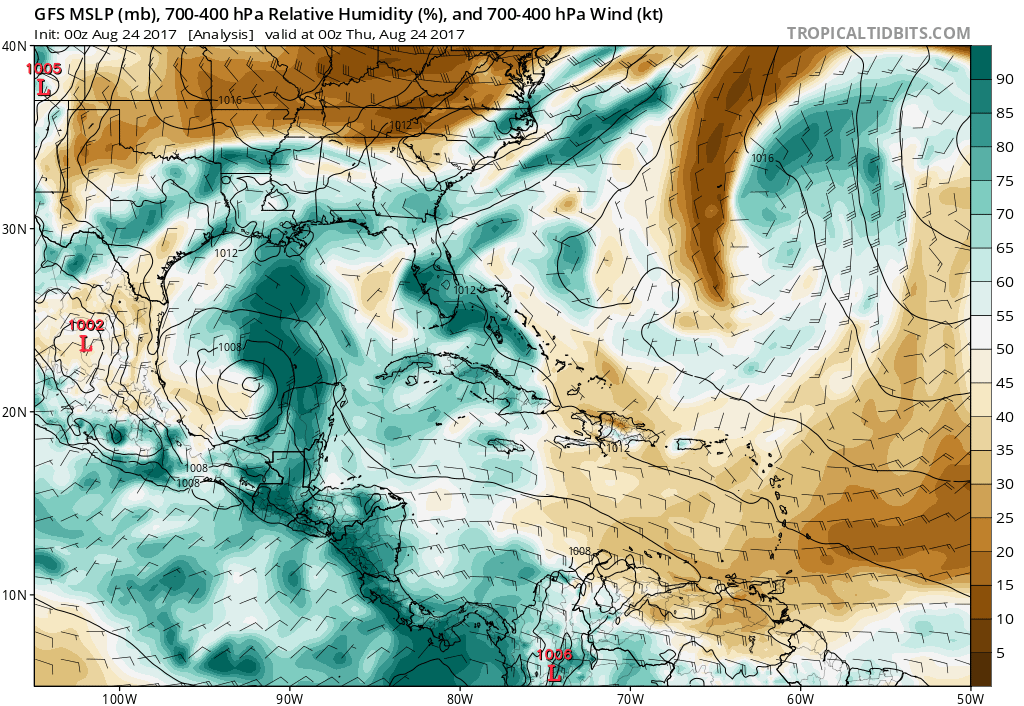 GFS MSLP (mb), 700-400 hPa Relative Humidity (%), and 700-400 hPa Wind (kt)
Init: 00z Aug 24 2017 [Analysis] valid at 00z Thu, Aug 24 2017
TROPICALTIDBITS.COM
40N
30N
20N
10N
1005
L
1016
1012
1016
1012
1012
1002
L
1008
1008
1008
1012
1008
1006
L
90
80
75
70
65
60
55
50
45
40
35
30
25
20
15
10
5
100W
90W
80W
70W
60W
50W